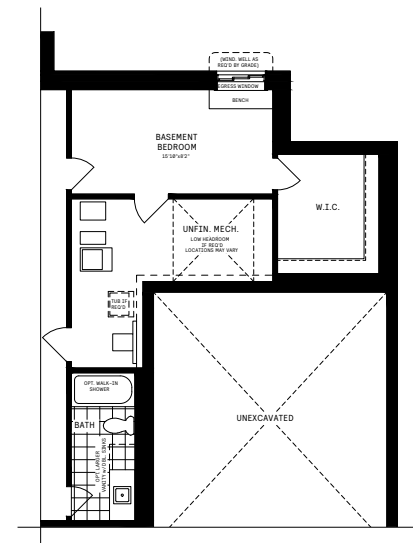 (WIND. WELL AS
REQ'D BY GRADE)
EGRESS WINDOW
BENCH
BASEMENT
BEDROOM
15'10"x8'2"
W.I.C.
UNFIN. MECH.
LOW HEADROOM
IF REQ'D
LOCATIONS MAY VARY
TUB IF
REQ'D
OPT. WALK-IN
SHOWER
BATH
OPT. LARGER
VANITY w/ DBL SINKS
UNEXCAVATED